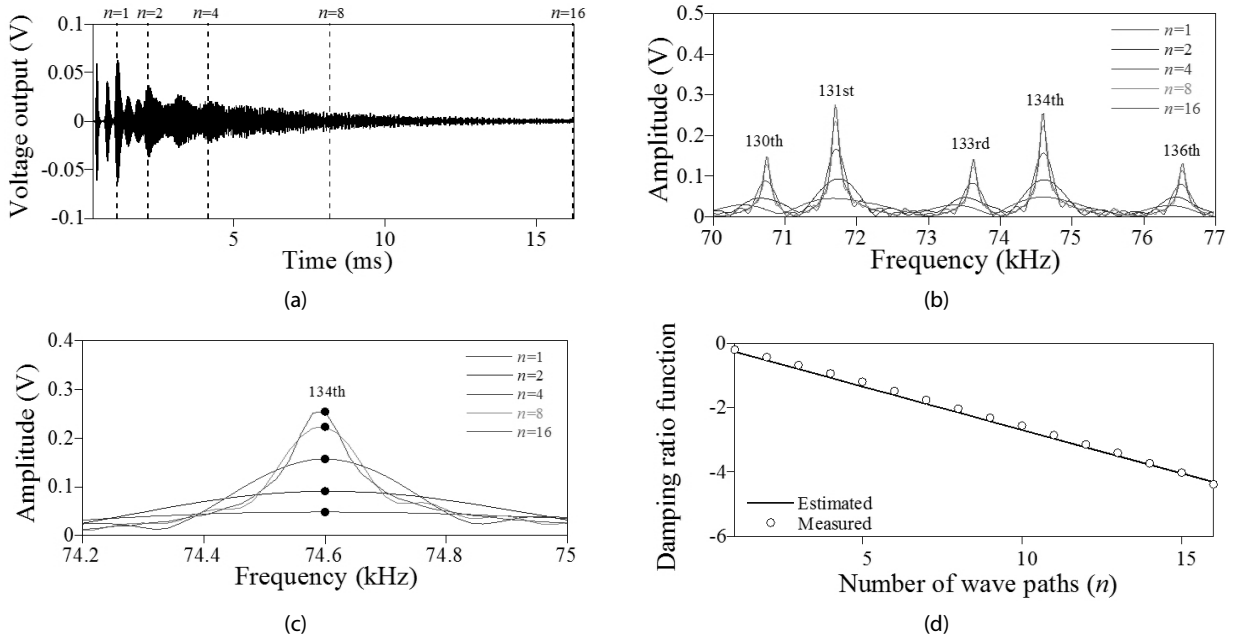 n=1 n=2 n=4 n=8 n=16
0.1
0.05
0
-0.05
-0.1
Voltage output (V)
5 10 15
Time (ms)
(a)
0.5
0.4
0.3
0.2
0.1
0
Amplitude (V)
130th
131st
133rd
134th
136th
n=1
n=2
n=4
n=8
n=16
70 71 72 73 74 75 76 77
Frequency (kHz)
(b)
0.4
0.3
0.2
0.1
0
Amplitude (V)
134th
n=1
n=2
n=4
n=8
n=16
74.2 74.4 74.6 74.8 75
Frequency (kHz)
(c)
0
-2
-4
-6
Damping ratio function
Estimated
Measured
5 10 15
Number of wave paths (n)
(d)